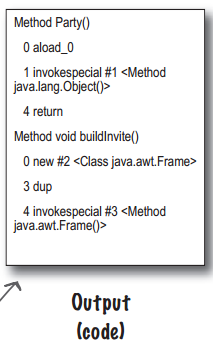 Method Party()
0 aload_0
1 invokespecial #1 <Method
java.lang.Object()>
4 return
Method void buildInvite()
0 new #2 <Class java.awt.Frame>
3 dup
4 invokespecial #3 <Method
java.awt.Frame()>
Output
(code)